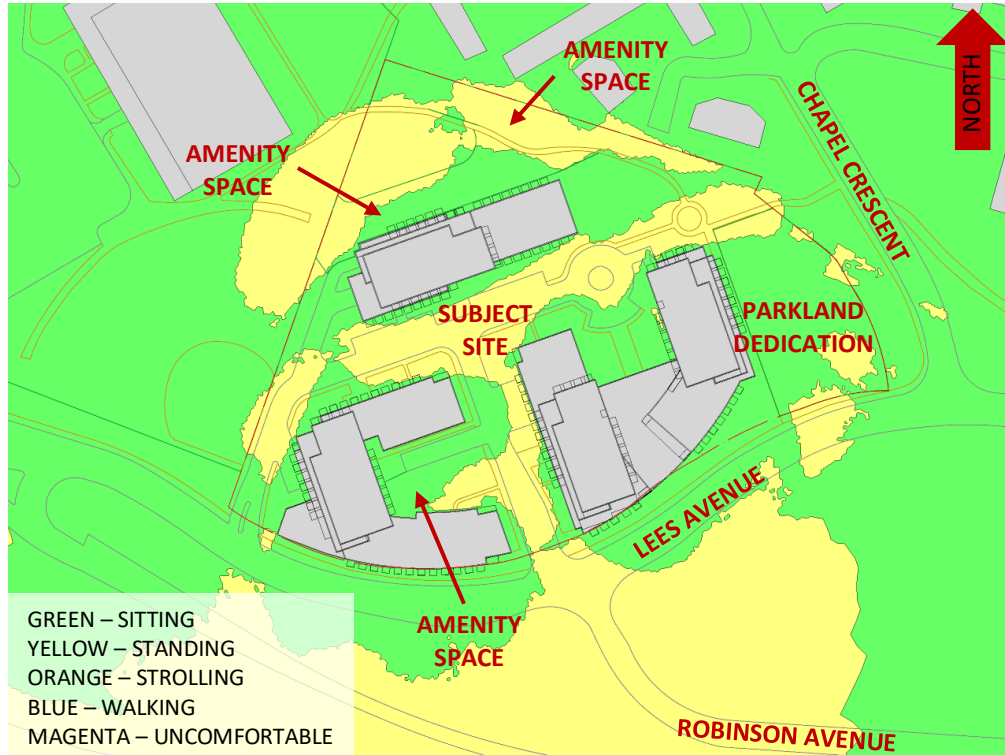 AMENITY
SPACE
NORTH
CHAPEL CRESCENT
AMENITY
SPACE
SUBJECT
SITE
PARKLAND
DEDICATION
LEES AVENUE
AMENITY
SPACE
GREEN – SITTING
YELLOW – STANDING
ORANGE – STROLLING
BLUE – WALKING
MAGENTA – UNCOMFORTABLE
ROBINSON AVENUE